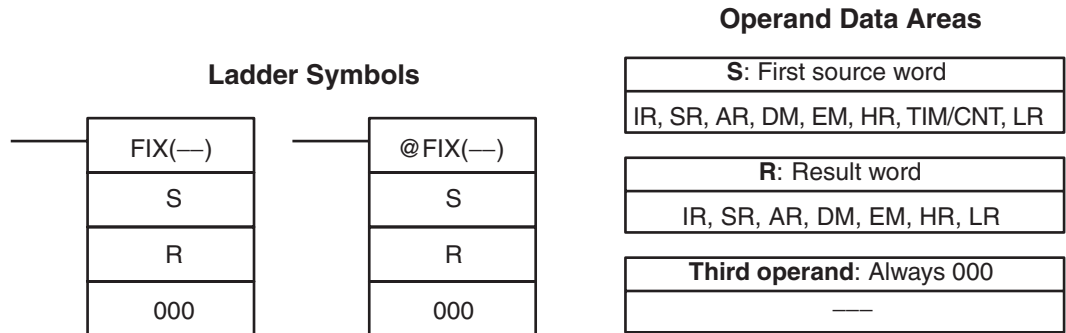 Ladder Symbols
FIX(––)
S
R
000
@FIX(––)
S
R
000
Operand Data Areas
S: First source word
IR, SR, AR, DM, EM, HR, TIM/CNT, LR
R: Result word
IR, SR, AR, DM, EM, HR, LR
Third operand: Always 000
–––